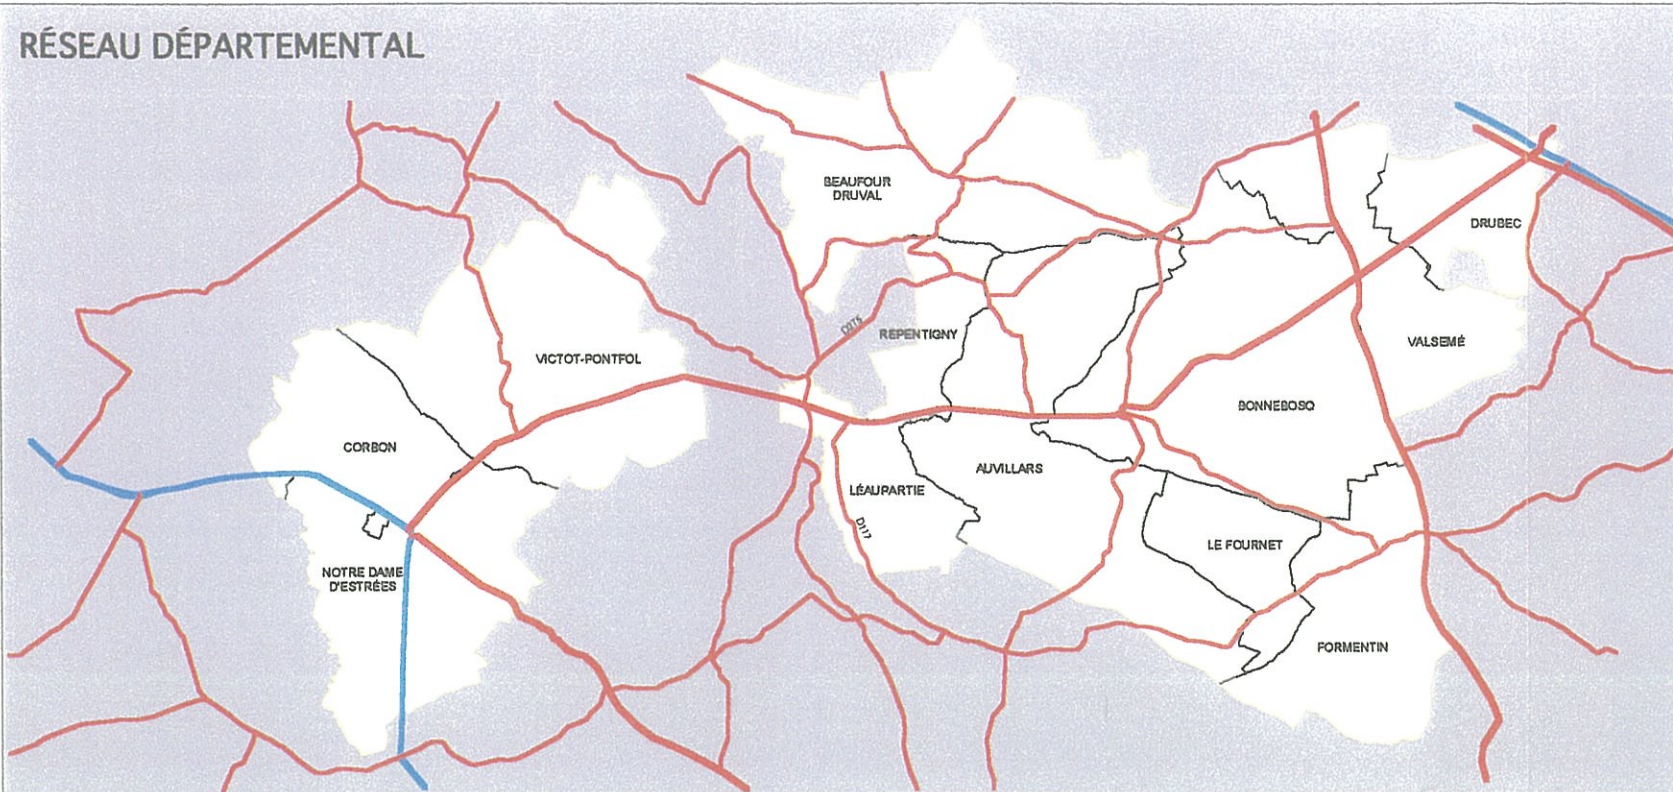 RÉSEAU DÉPARTEMENTAL
BEAUFOUR
DRUVAL
DRUBEC
REPENTIGNY
VALSEMÉ
VICTOT-PONTFOL
BONNEBOSQ
CORBON
AUVILLARS
LÉAUPARTIE
D117
LE FOURNET
NOTRE DAME
D'ESTRÉES
FORMENTIN